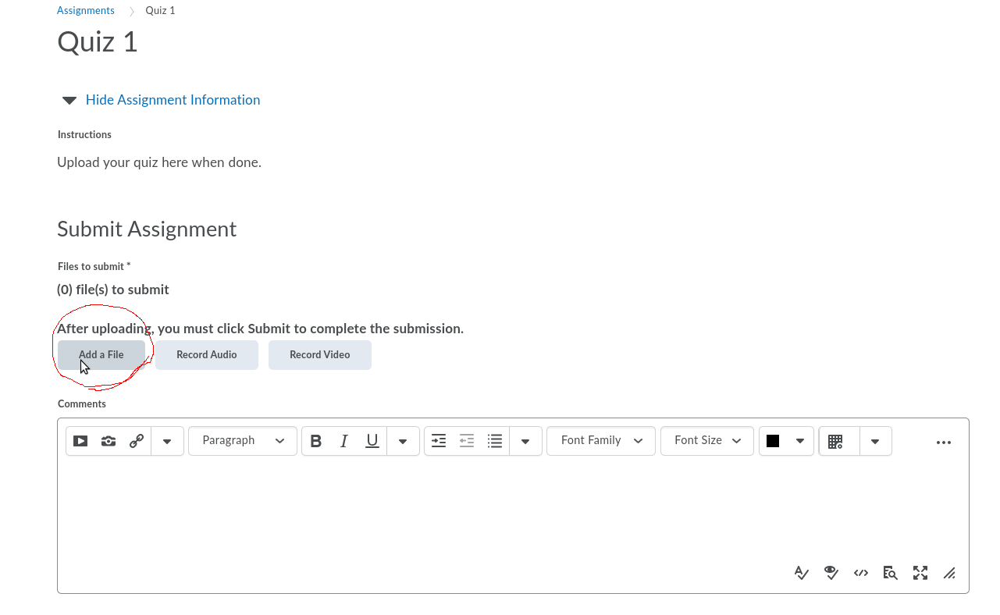 Assignments > Quiz 1
Quiz 1
Hide Assignment Information
Instructions
Upload your quiz here when done.
Submit Assignment
Files to submit *
(0) file(s) to submit
After uploading, you must click Submit to complete the submission.
Add a File Record Audio Record Video
Comments
Paragraph B I U Font Family Font Size ...